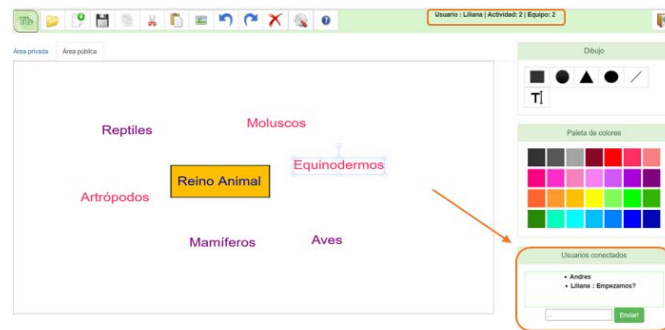 Tb
Usuario : Liliana | Actividad: 2 | Equipo: 2
Área privada
Área pública
Dibujo
T
Reptiles
Moluscos
Equinodermos
Reino Animal
Artrópodos
Mamíferos
Aves
Paleta de colores
Usuarios conectados
Andres
Liliana : Empezamos?
...
Enviar!